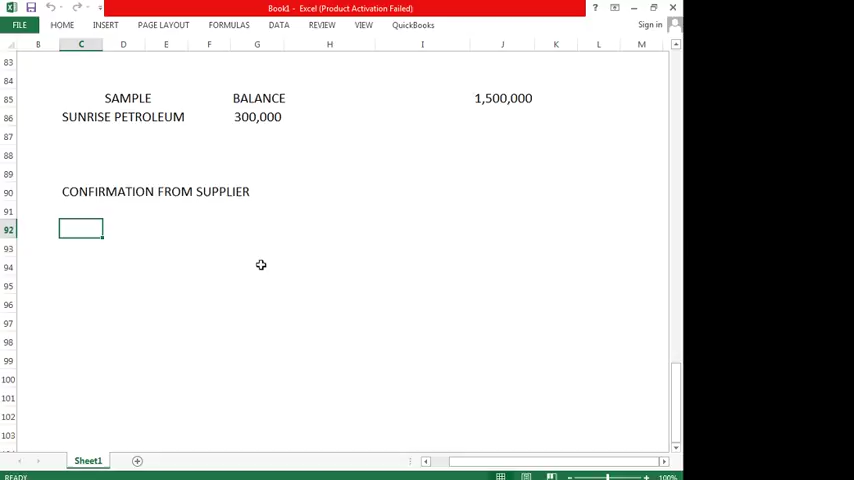 Book1 - Excel (Product Activation Failed)
?
FILE HOME INSERT PAGE LAYOUT FORMULAS DATA REVIEW VIEW QuickBooks Sign in
B C D E F G H I J K L M
83
84
85 SAMPLE BALANCE 1,500,000
86 SUNRISE PETROLEUM 300,000
87
88
89
90 CONFIRMATION FROM SUPPLIER
91
92
93
94
95
96
97
98
99
100
101
102
103
Sheet1
READY 100%